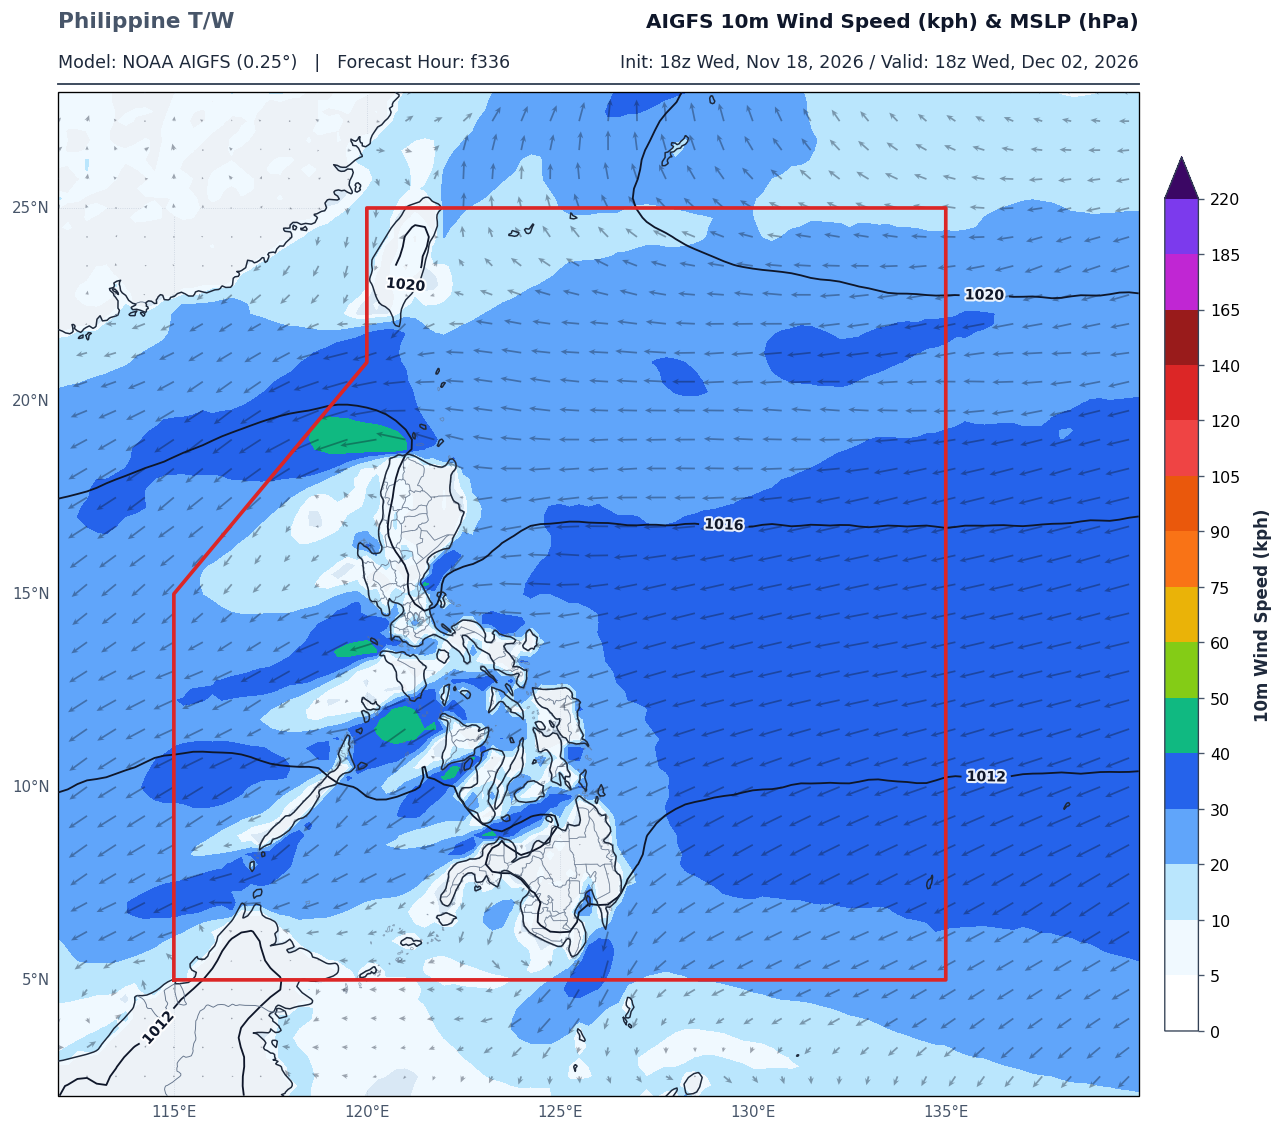 Philippine T/W
AIGFS 10m Wind Speed (kph) & MSLP (hPa)
Model: NOAA AIGFS (0.25°)   |   Forecast Hour: f336
Init: 18z Wed, Nov 18, 2026 / Valid: 18z Wed, Dec 02, 2026
25°N
20°N
15°N
10°N
5°N
115°E
120°E
125°E
130°E
135°E
1020
1020
1016
1012
1012
220
185
165
140
120
105
90
75
60
50
40
30
20
10
5
0
10m Wind Speed (kph)